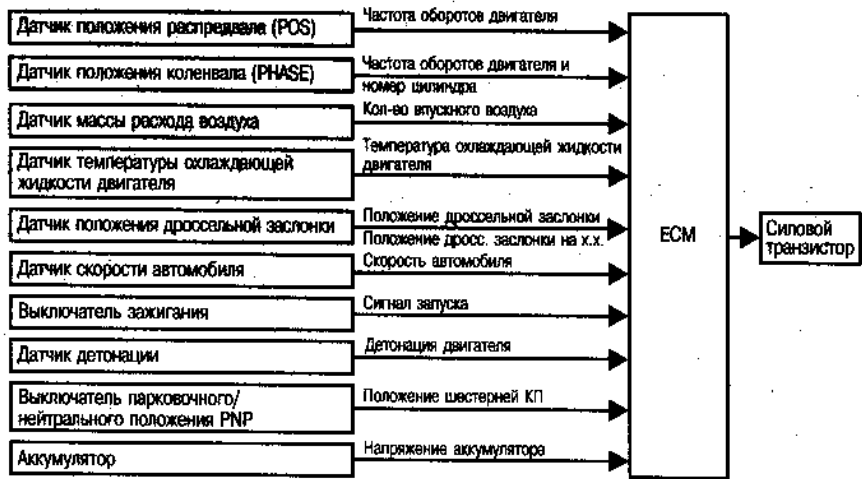 Датчик положения распредвала (POS)
Частота оборотов двигателя
Датчик положения коленвала (PHASE)
Частота оборотов двигателя и
номер цилиндра
Датчик массы расхода воздуха
Кол-во впускного воздуха
Датчик температуры охлаждающей
жидкости двигателя
Температура охлаждающей жидкости
двигателя
Датчик положения дроссельной заслонки
Положение дроссельной заслонки
Положение дросс. заслонки на х.х.
Датчик скорости автомобиля
Скорость автомобиля
Выключатель зажигания
Сигнал запуска
Датчик детонации
Детонация двигателя
Выключатель парковочного/
нейтрального положения PNP
Положение шестерней КП
Аккумулятор
Напряжение аккумулятора
ECM
Силовой
транзистор